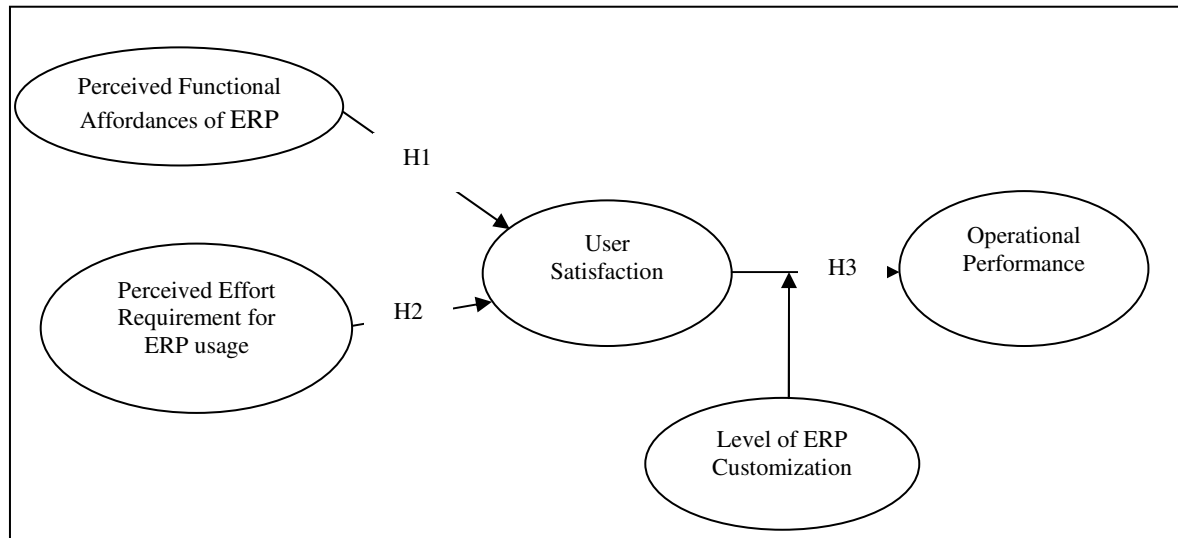 Perceived Functional
Affordances of ERP
H1
Perceived Effort
Requirement for
ERP usage
H2
User
Satisfaction
H3
Operational
Performance
Level of ERP
Customization